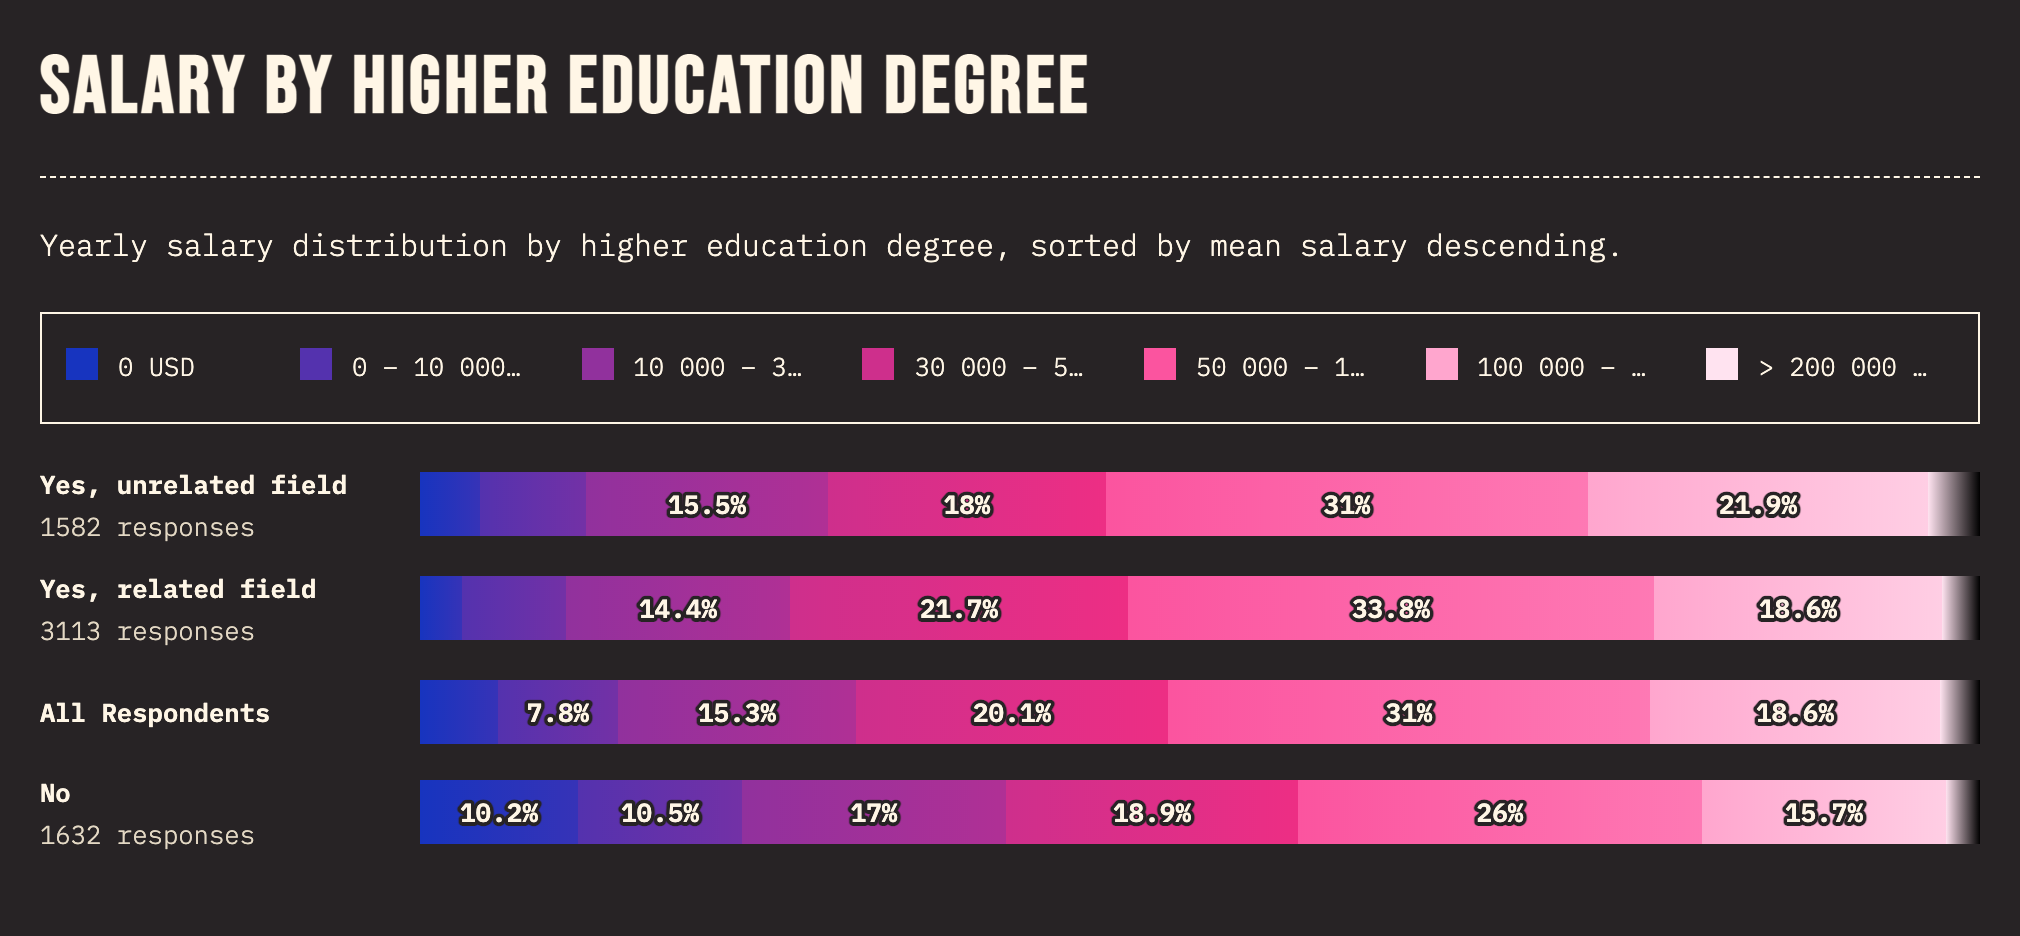 SALARY BY HIGHER EDUCATION DEGREE
Yearly salary distribution by higher education degree, sorted by mean salary descending.
0 USD 0 – 10 000… 10 000 – 3… 30 000 – 5… 50 000 – 1… 100 000 – … > 200 000 …
Yes, unrelated field
1582 responses
15.5% 18% 31% 21.9%
Yes, related field
3113 responses
14.4% 21.7% 33.8% 18.6%
All Respondents
7.8% 15.3% 20.1% 31% 18.6%
No
1632 responses
10.2% 10.5% 17% 18.9% 26% 15.7%